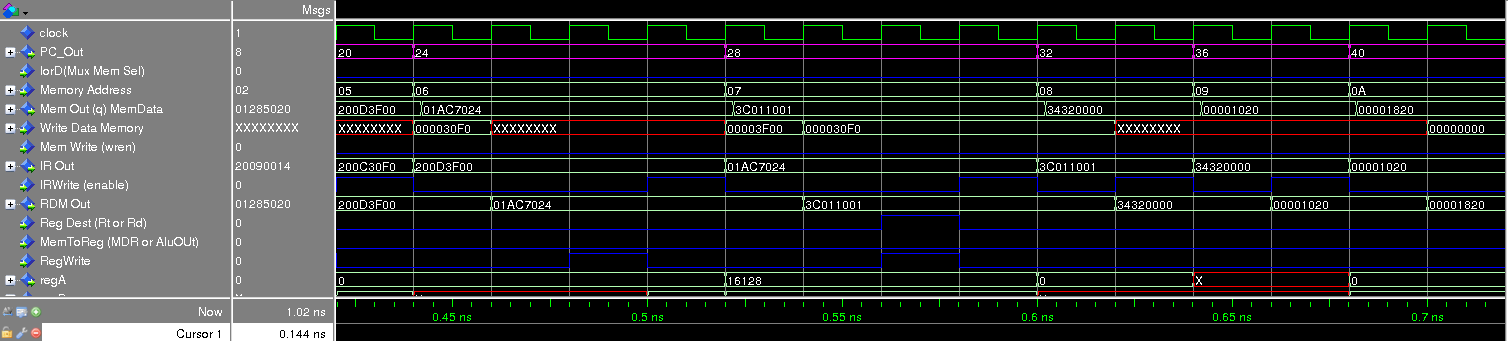 Msgs
clock 1
PC_Out 8 20 24 28 32 36 40
IorD(Mux Mem Sel) 0
Memory Address 02 05 06 07 08 09 0A
Mem Out (q) MemData 01285020 200D3F00 01AC7024 3C011001 34320000 00001020 00001820
Write Data Memory XXXXXXXX XXXXXXXX 000030F0 XXXXXXXX 00003F00 000030F0 XXXXXXXX 00000000
Mem Write (wren) 0
IR Out 20090014 200C30F0 200D3F00 01AC7024 3C011001 34320000 00001020
IRWrite (enable) 0
RDM Out 01285020 200D3F00 01AC7024 3C011001 34320000 00001020 00001820
Reg Dest (Rt or Rd) 0
MemToReg (MDR or AluOUt) 0
RegWrite 0
regA 0 0 16128 0 X 0
Now 1.02 ns 0.45 ns 0.5 ns 0.55 ns 0.6 ns 0.65 ns 0.7 ns
Cursor 1 0.144 ns